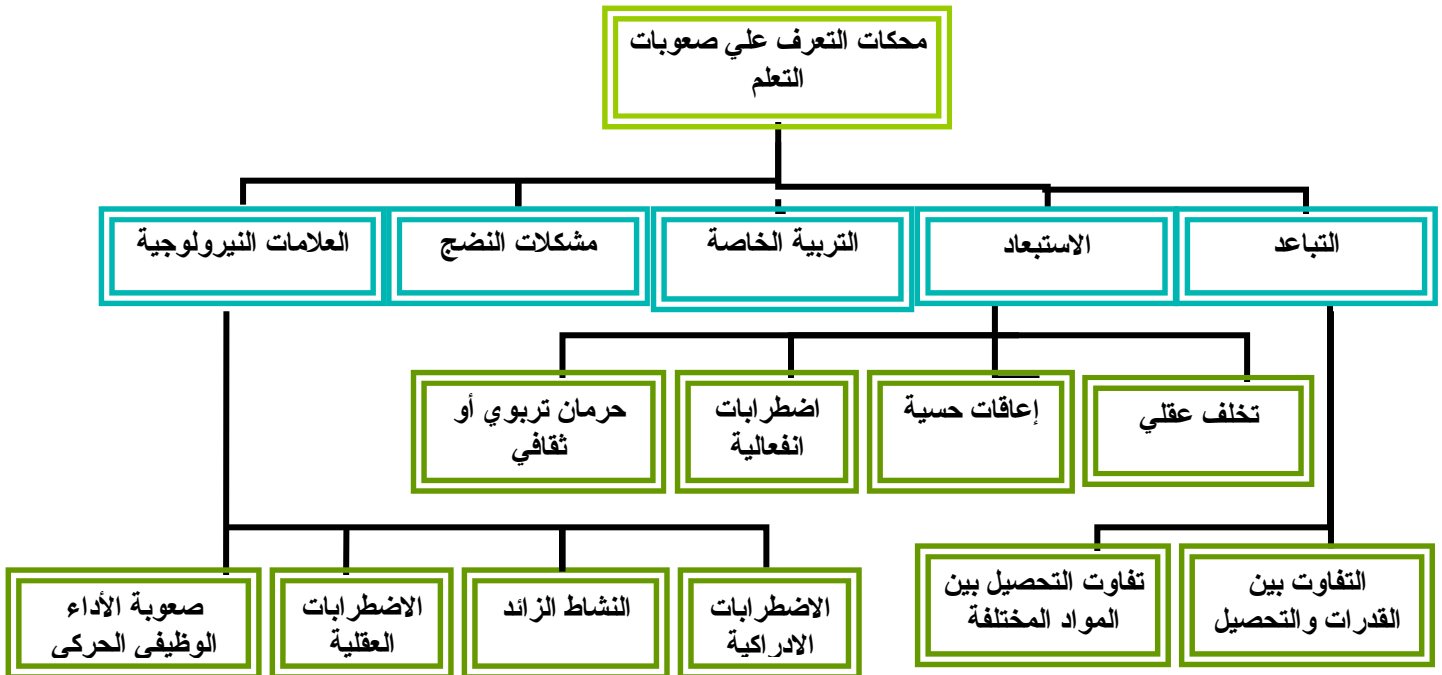 محكات التعرف علي صعوبات
التعلم
التباعد
الاستبعاد
التربية الخاصة
مشكلات النضج
العلامات النيرولوجية
تخلف عقلي
إعاقات حسية
اضطرابات
انفعالية
حرمان تربوي أو
ثقافي
التفاوت بين
القدرات والتحصيل
تفاوت التحصيل بين
المواد المختلفة
الاضطرابات
الادراكية
النشاط الزائد
الاضطرابات
العقلية
صعوبة الأداء
الوظيفى الحركى